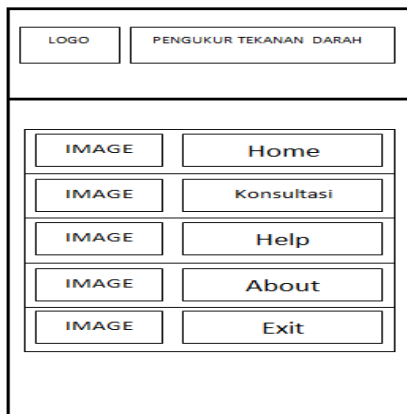 LOGO PENGUKUR TEKANAN DARAH
IMAGE Home
IMAGE Konsultasi
IMAGE Help
IMAGE About
IMAGE Exit